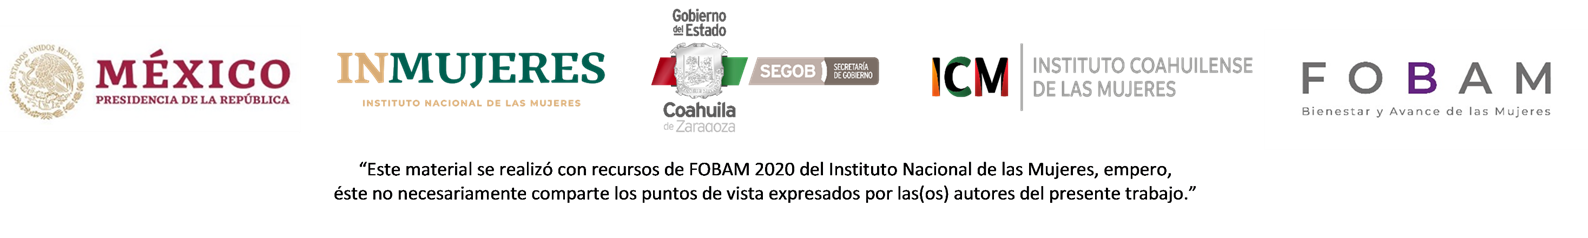 ESTADOS UNIDOS MEXICANOS
MÉXICO
PRESIDENCIA DE LA REPÚBLICA
INMUJERES
INSTITUTO NACIONAL DE LAS MUJERES
Gobierno
del Estado
Coahuila
de Zaragoza
SEGOB
SECRETARÍA
DE GOBIERNO
ICM
INSTITUTO COAHUILENSE
DE LAS MUJERES
FOBAM
Bienestar y Avance de las Mujeres
“Este material se realizó con recursos de FOBAM 2020 del Instituto Nacional de las Mujeres, empero,
éste no necesariamente comparte los puntos de vista expresados por las(os) autores del presente trabajo.”